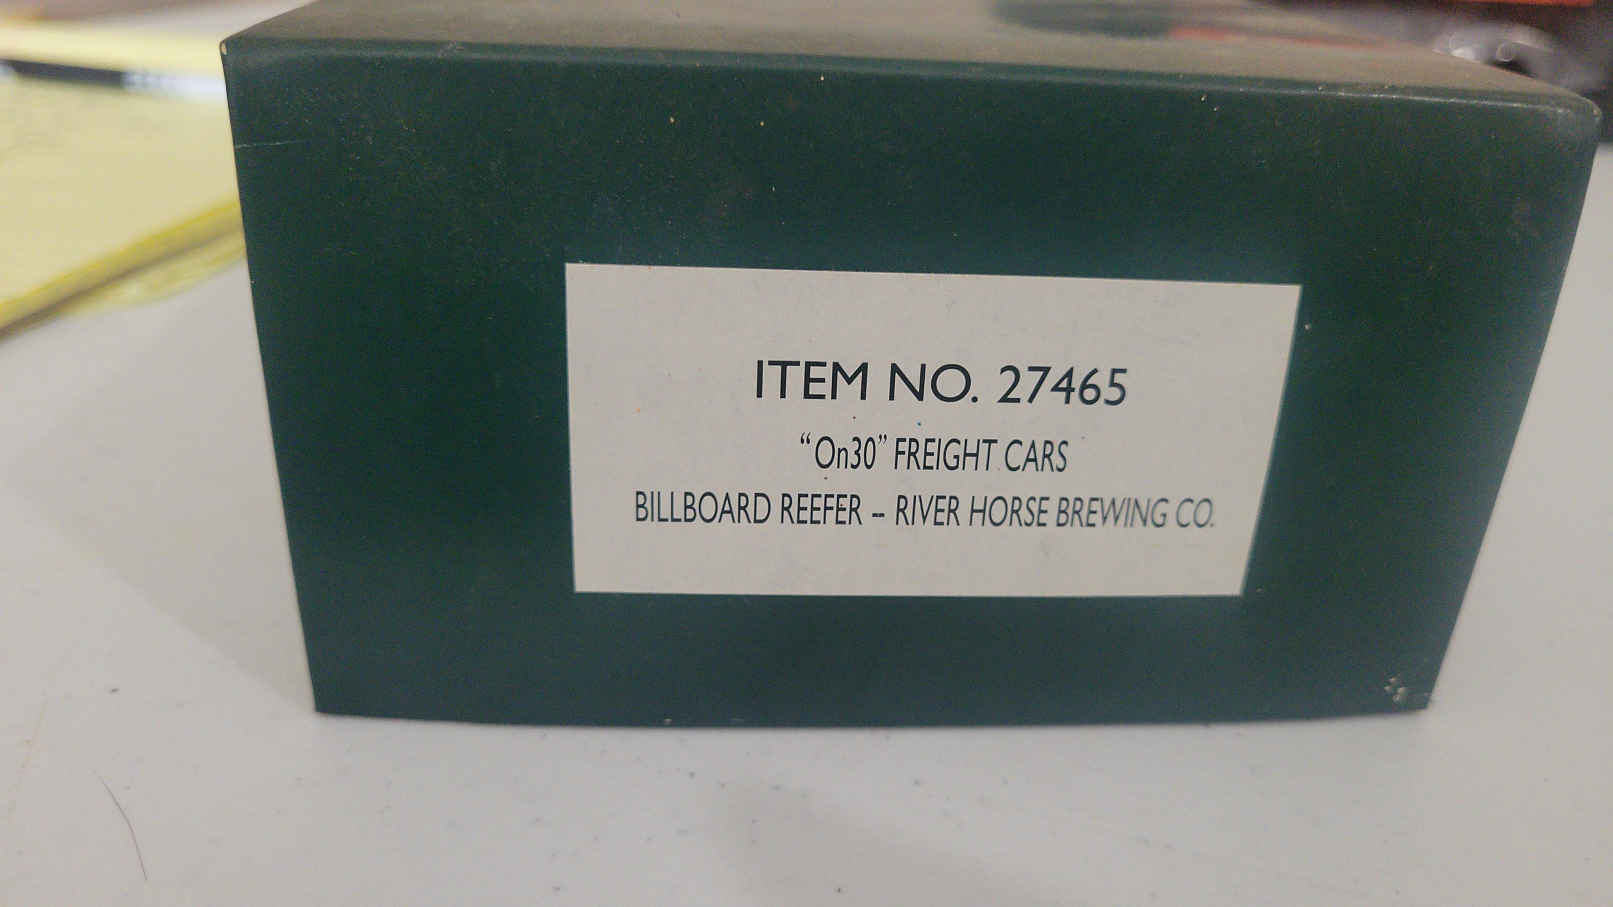 ITEM NO. 27465
“On30” FREIGHT CARS
BILLBOARD REEFER – RIVER HORSE BREWING CO.